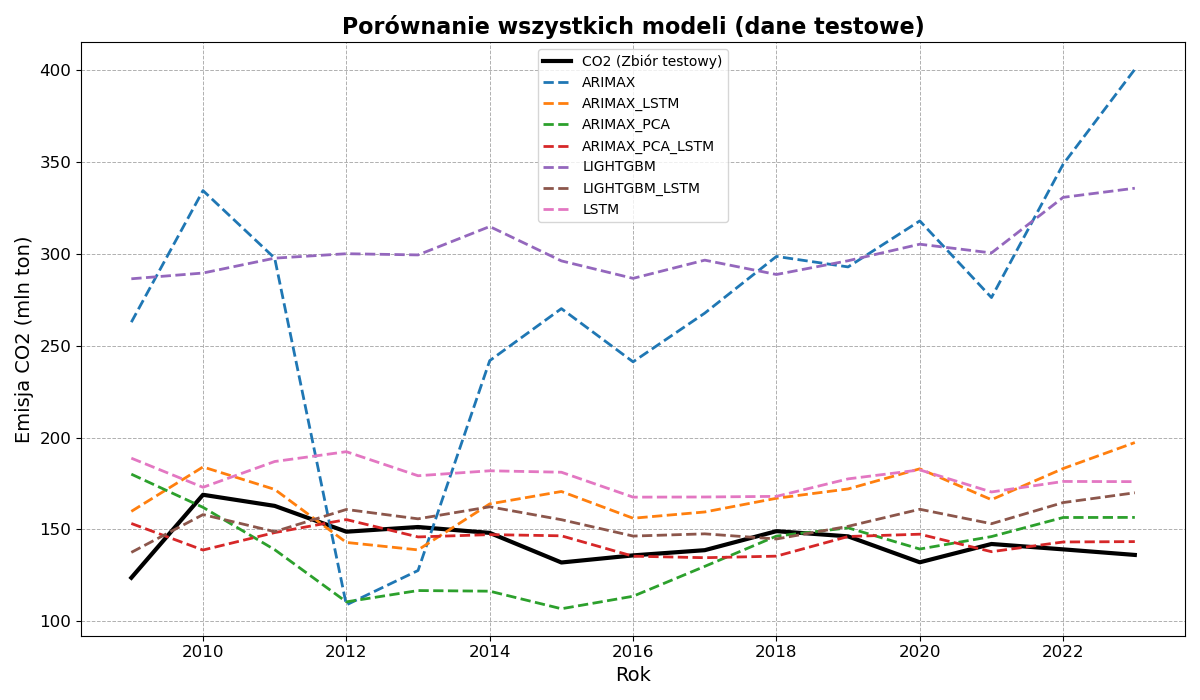 Porównanie wszystkich modeli (dane testowe)
CO2 (Zbiór testowy)
ARIMAX
ARIMAX_LSTM
ARIMAX_PCA
ARIMAX_PCA_LSTM
LIGHTGBM
LIGHTGBM_LSTM
LSTM
Emisja CO2 (mln ton)
400
350
300
250
200
150
100
2010 2012 2014 2016 2018 2020 2022
Rok